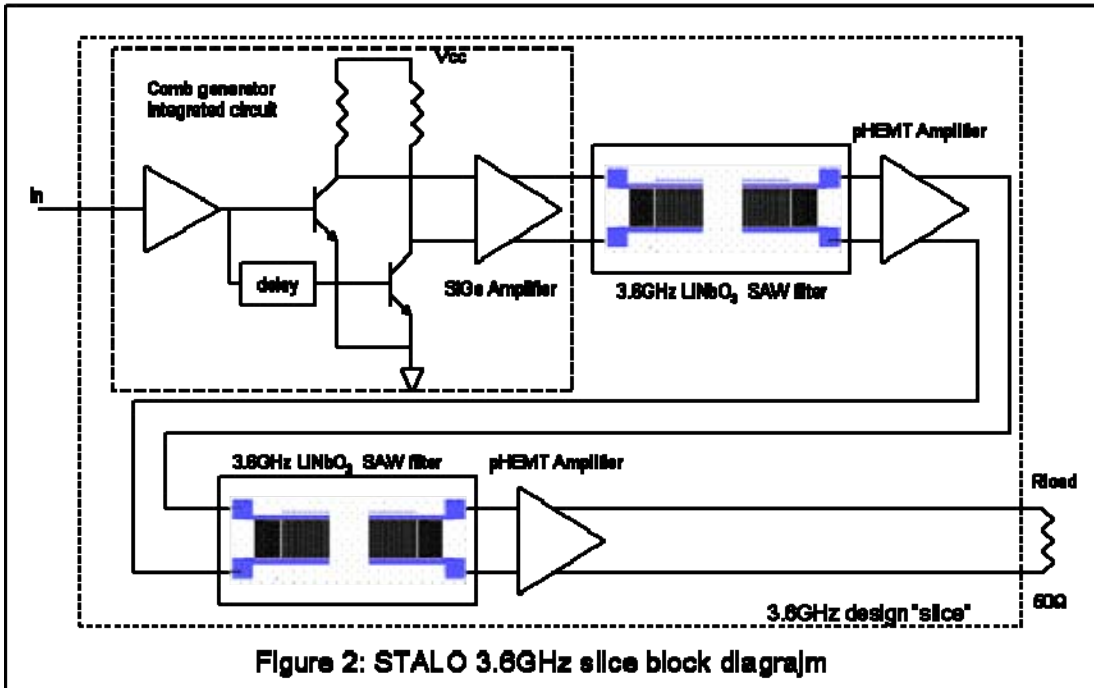 Vcc
Comb generator
integrated circuit
pHEMT Amplifier
in
delay
SiGe Amplifier
3.6GHz LiNbO₃ SAW filter
3.6GHz LiNbO₃ SAW filter
pHEMT Amplifier
Rload
50Ω
3.6GHz design "slice"
Figure 2: STALO 3.6GHz slice block diagrajm